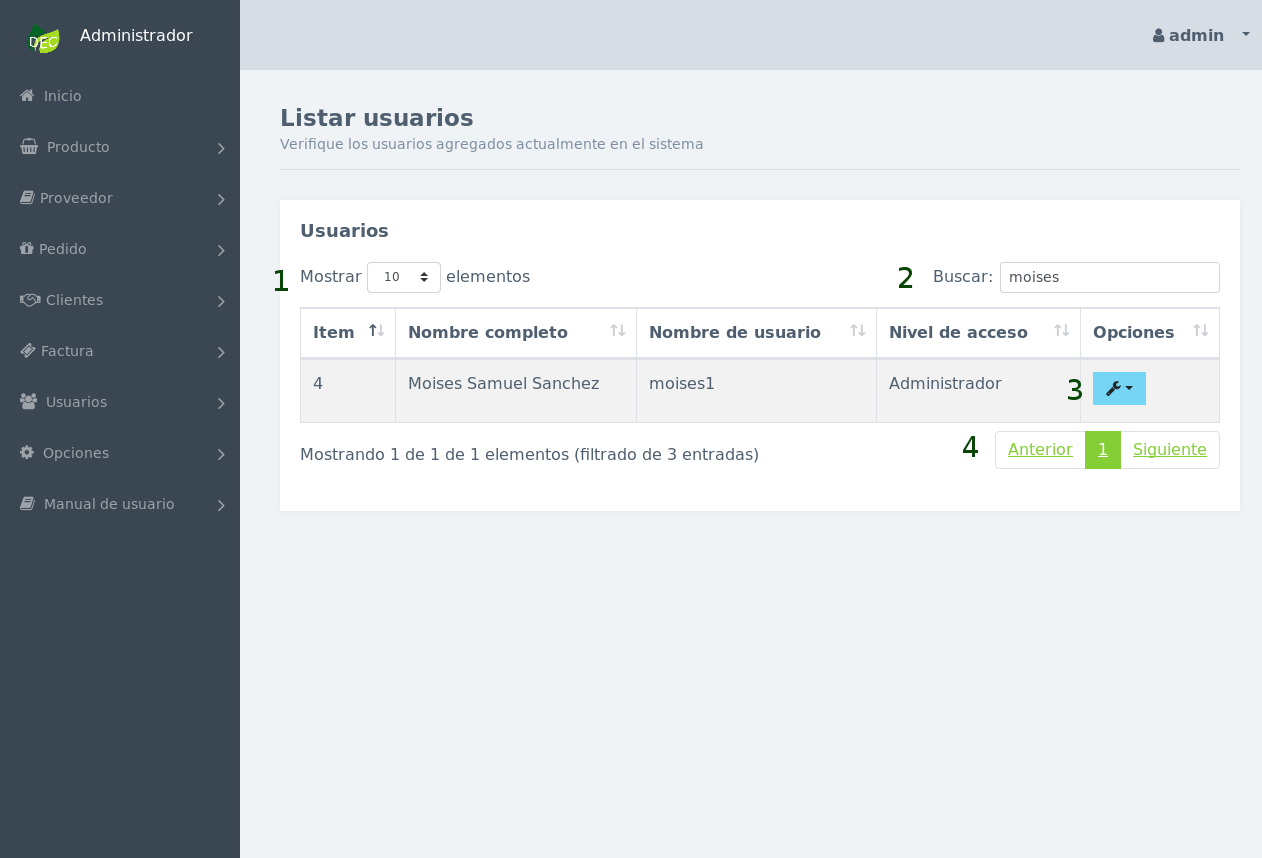 DEC Administrador
admin
Inicio
Producto
Proveedor
Pedido
Clientes
Factura
Usuarios
Opciones
Manual de usuario
Listar usuarios
Verifique los usuarios agregados actualmente en el sistema
Usuarios
1 Mostrar 10 elementos 2 Buscar: moises
Item Nombre completo Nombre de usuario Nivel de acceso Opciones
4 Moises Samuel Sanchez moises1 Administrador 3
Mostrando 1 de 1 de 1 elementos (filtrado de 3 entradas) 4 Anterior 1 Siguiente